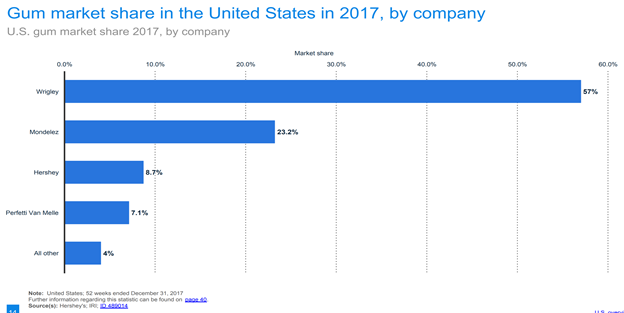 Gum market share in the United States in 2017, by company
U.S. gum market share 2017, by company
Market share
0.0% 10.0% 20.0% 30.0% 40.0% 50.0% 60.0%
Wrigley 57%
Mondelez 23.2%
Hershey 8.7%
Perfetti Van Melle 7.1%
All other 4%
Note: United States; 52 weeks ended December 31, 2017
Further information regarding this statistic can be found on page 40.
Source(s): Hershey's; IRI; ID 489014
U.S.